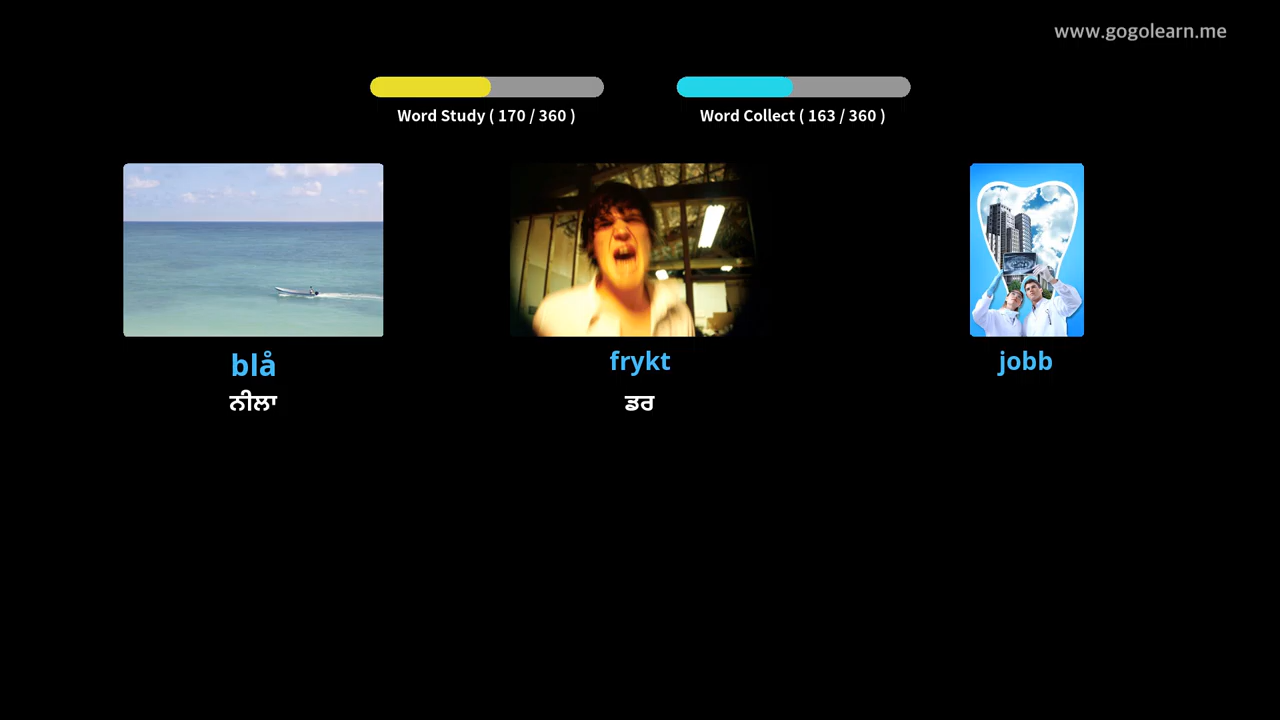 www.gogolearn.me
Word Study ( 170 / 360 )
Word Collect ( 163 / 360 )
blå
frykt
jobb
ਨੀਲਾ
ਡਰ